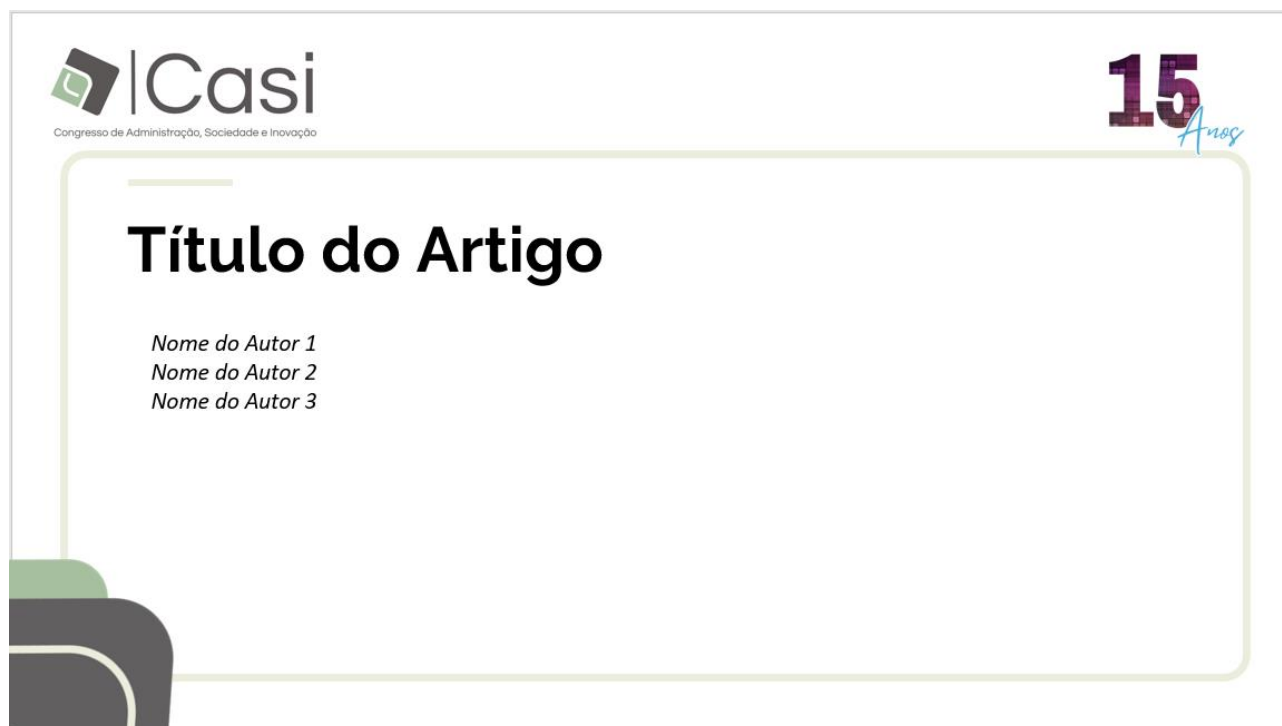 Casi
Congresso de Administração, Sociedade e Inovação
15
Anos
Título do Artigo
Nome do Autor 1
Nome do Autor 2
Nome do Autor 3